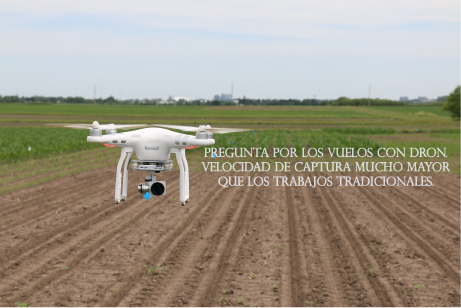 PREGUNTA POR LOS VUELOS CON DRON.
VELOCIDAD DE CAPTURA MUCHO MAYOR
QUE LOS TRABAJOS TRADICIONALES.